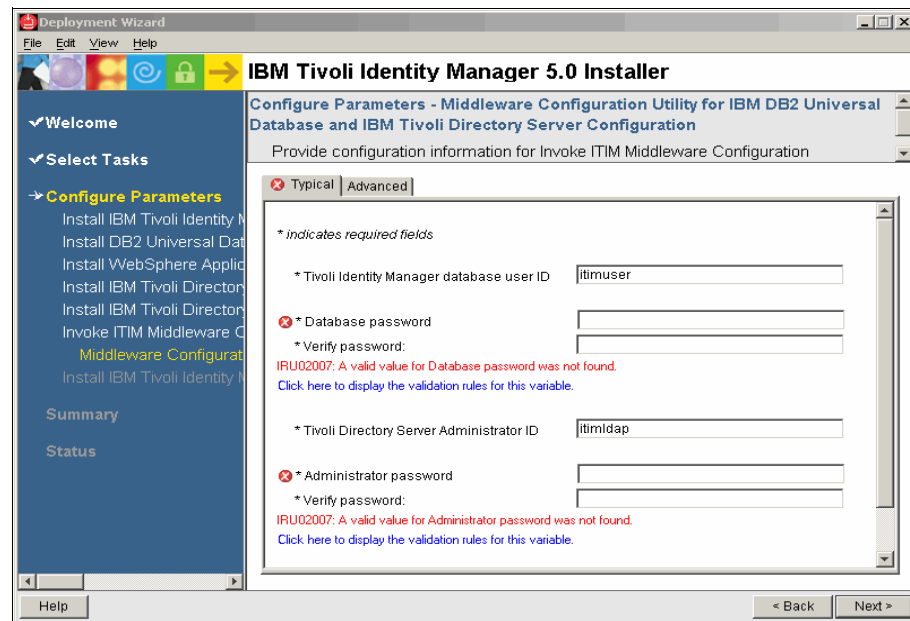 Deployment Wizard
File Edit View Help
IBM Tivoli Identity Manager 5.0 Installer
Welcome
Select Tasks
Configure Parameters
Install IBM Tivoli Identity M
Install DB2 Universal Dat
Install WebSphere Applic
Install IBM Tivoli Director
Install IBM Tivoli Director
Invoke ITIM Middleware C
Middleware Configurat
Install IBM Tivoli Identity M
Summary
Status
Configure Parameters - Middleware Configuration Utility for IBM DB2 Universal
Database and IBM Tivoli Directory Server Configuration
Provide configuration information for Invoke ITIM Middleware Configuration
Typical Advanced
* indicates required fields
* Tivoli Identity Manager database user ID itimuser
* Database password
* Verify password:
IRU02007: A valid value for Database password was not found.
Click here to display the validation rules for this variable.
* Tivoli Directory Server Administrator ID itimldap
* Administrator password
* Verify password:
IRU02007: A valid value for Administrator password was not found.
Click here to display the validation rules for this variable.
Help < Back Next >